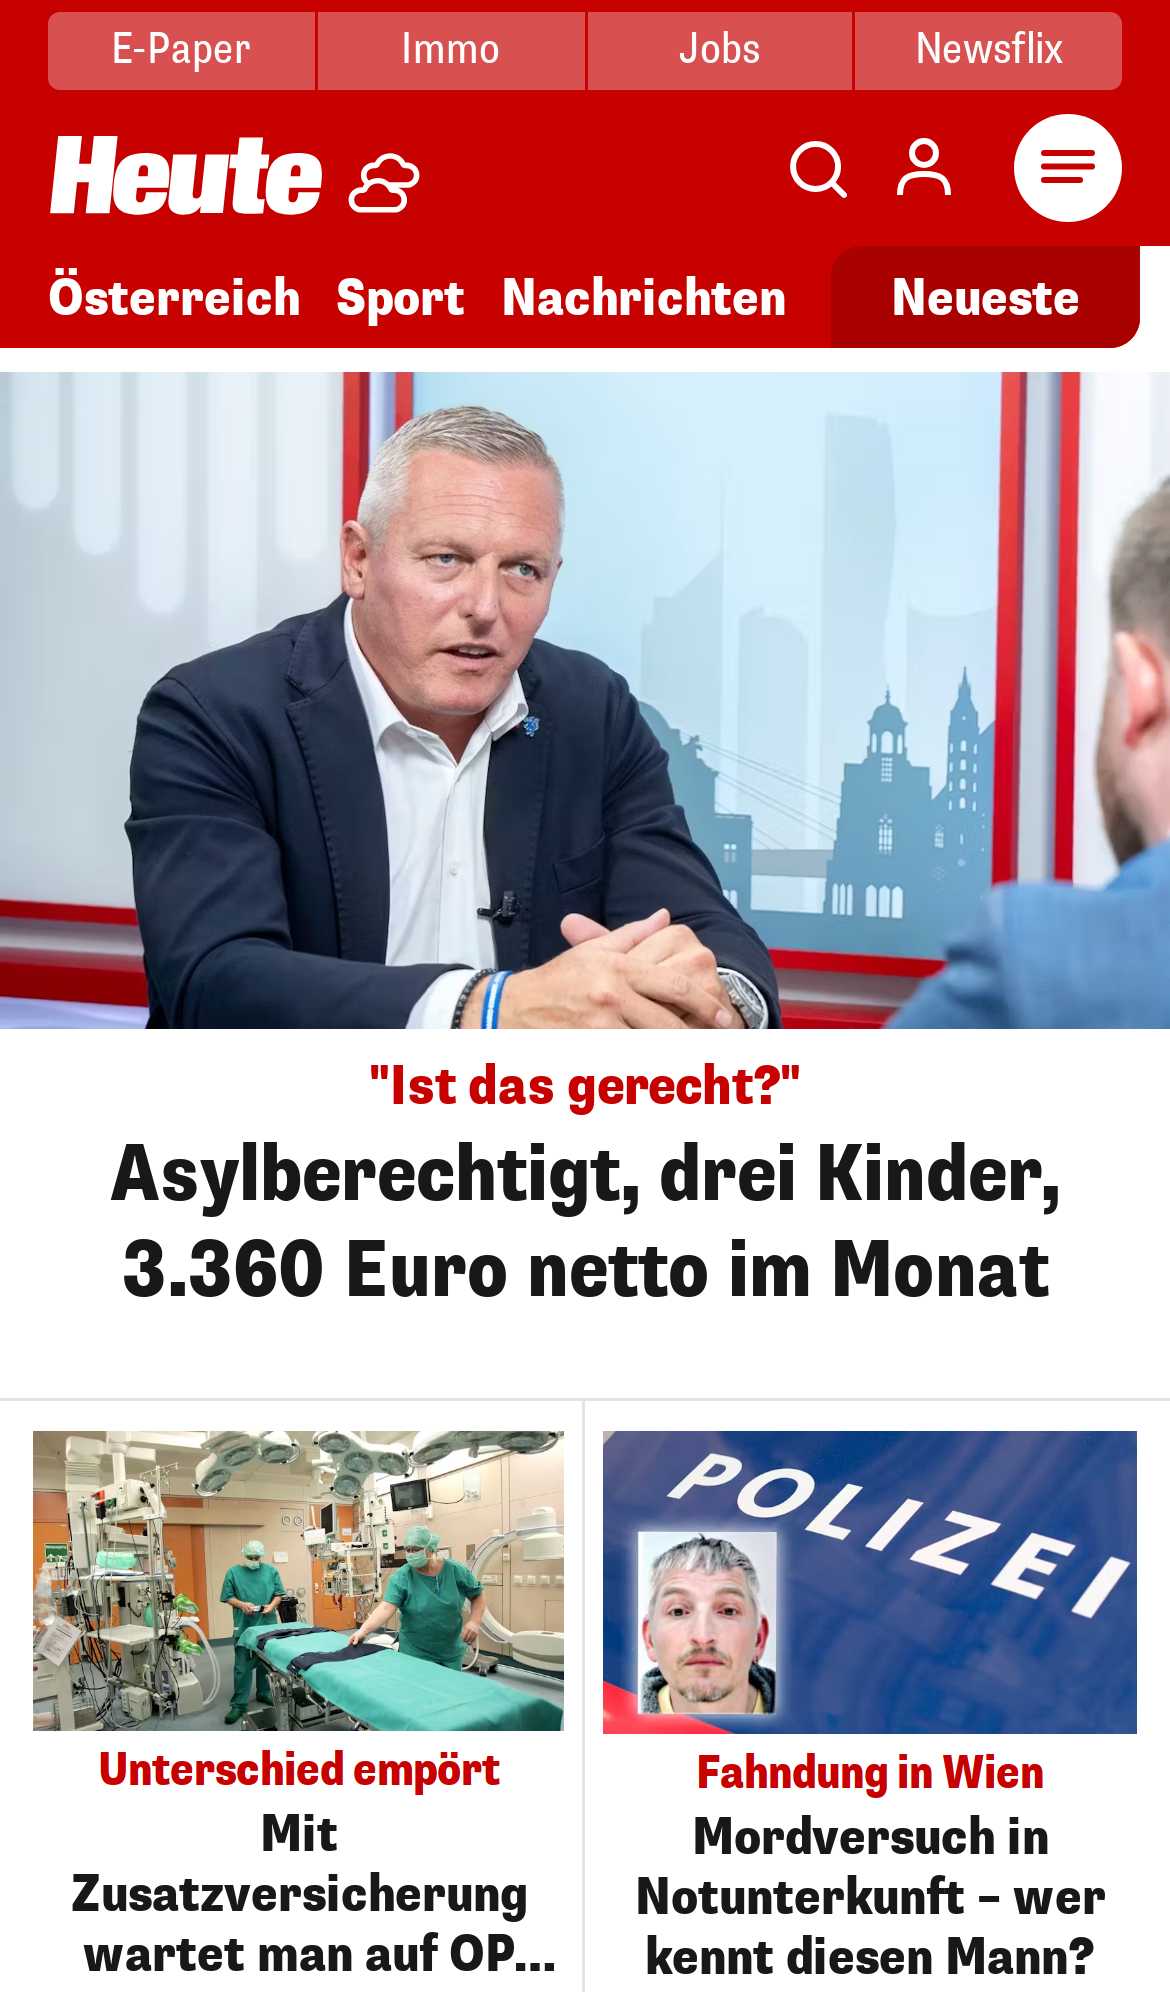 E-Paper
Immo
Jobs
Newsflix
Heute
Österreich
Sport
Nachrichten
Neueste
"Ist das gerecht?"
Asylberechtigt, drei Kinder,
3.360 Euro netto im Monat
Unterschied empört
Mit
Zusatzversicherung
wartet man auf OP...
POLIZEI
Fahndung in Wien
Mordversuch in
Notunterkunft – wer
kennt diesen Mann?